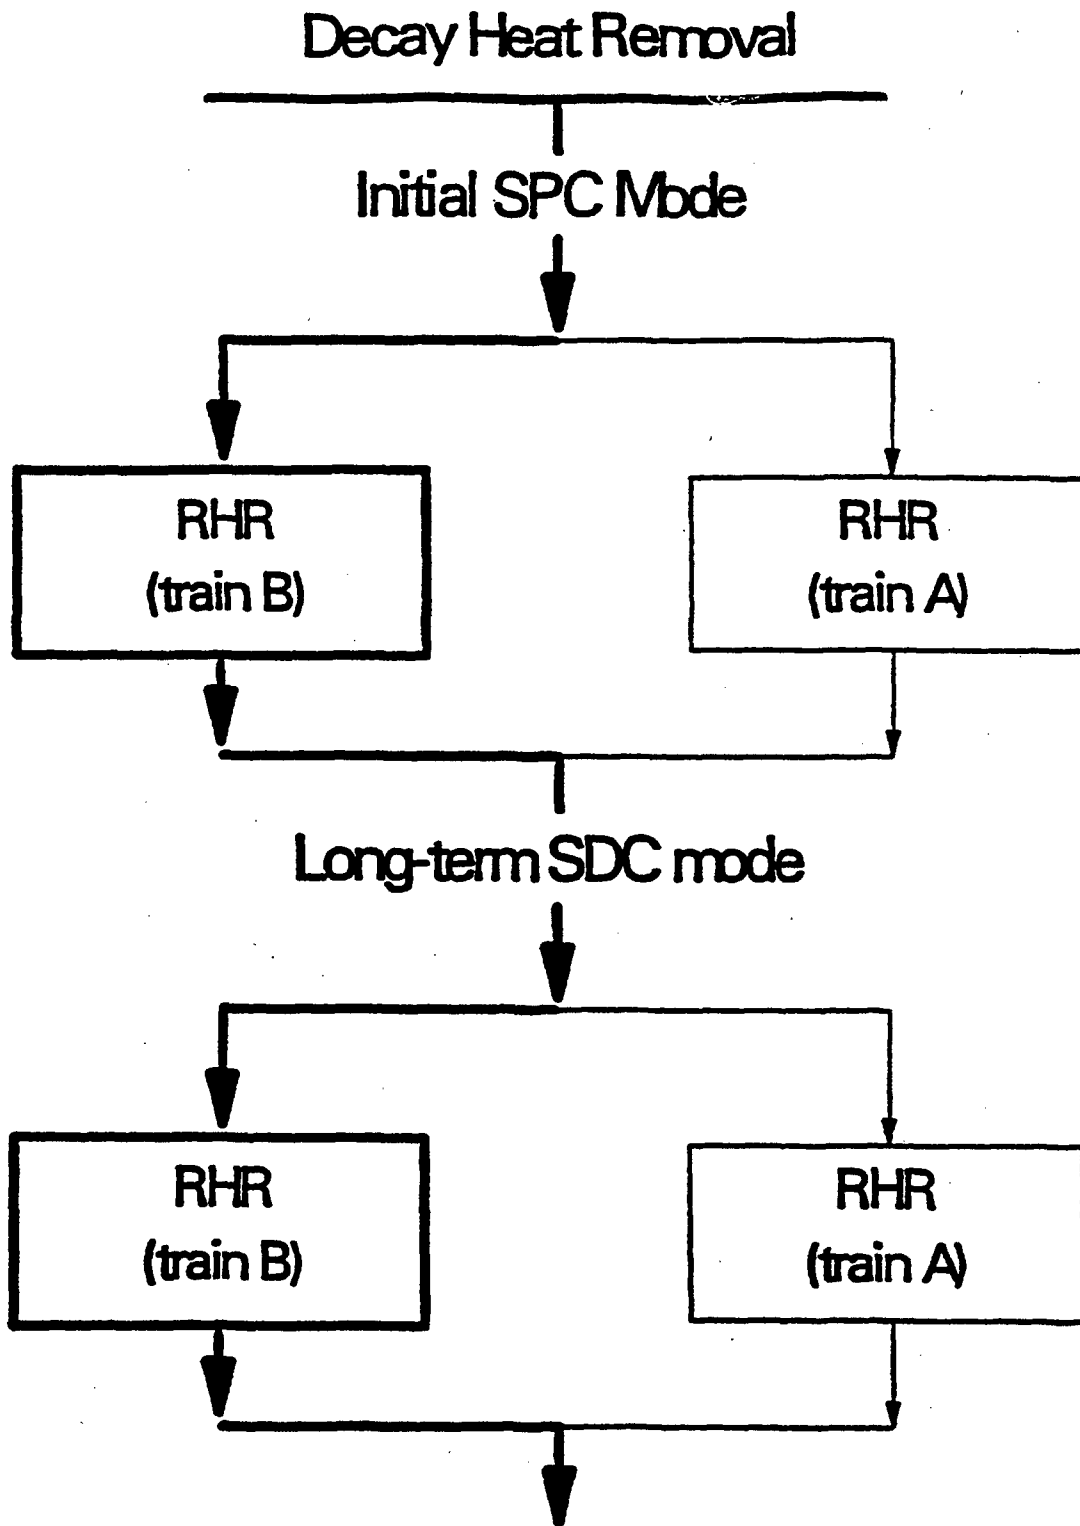 Decay Heat Removal
Initial SPC Mode
RHR
(train B)
RHR
(train A)
Long-term SDC mode
RHR
(train B)
RHR
(train A)